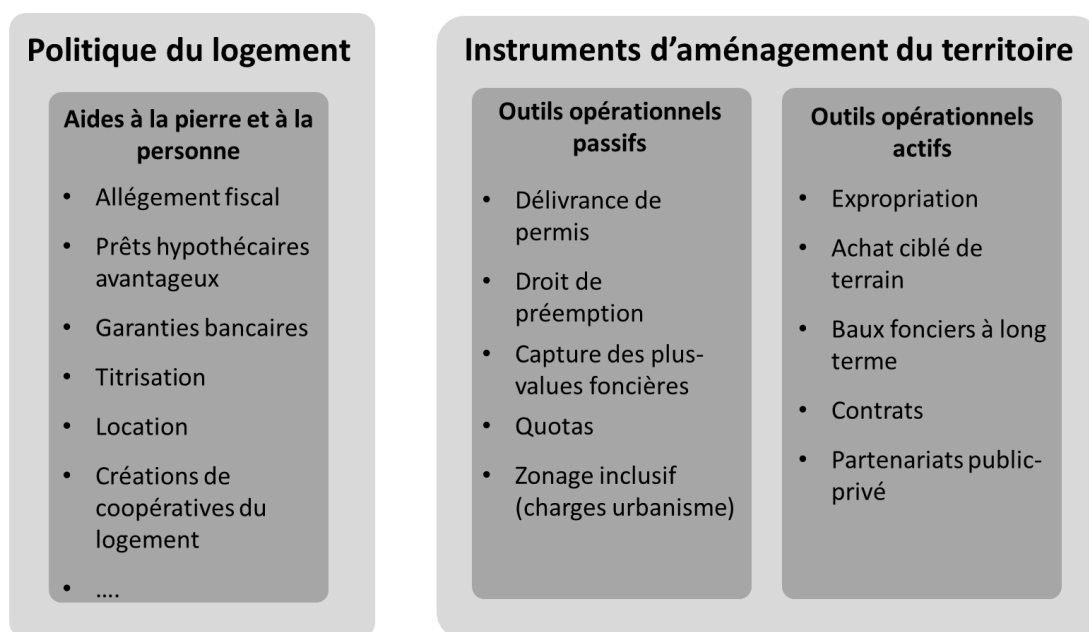 Politique du logement
Aides à la pierre et à la
personne
• Allégement fiscal
• Prêts hypothécaires
avantageux
• Garanties bancaires
• Titrisation
• Location
• Créations de
coopératives du
logement
• ....
Instruments d’aménagement du territoire
Outils opérationnels
passifs
• Délivrance de
permis
• Droit de
préemption
• Capture des plus-
values foncières
• Quotas
• Zonage inclusif
(charges urbanisme)
Outils opérationnels
actifs
• Expropriation
• Achat ciblé de
terrain
• Baux fonciers à long
terme
• Contrats
• Partenariats public-
privé